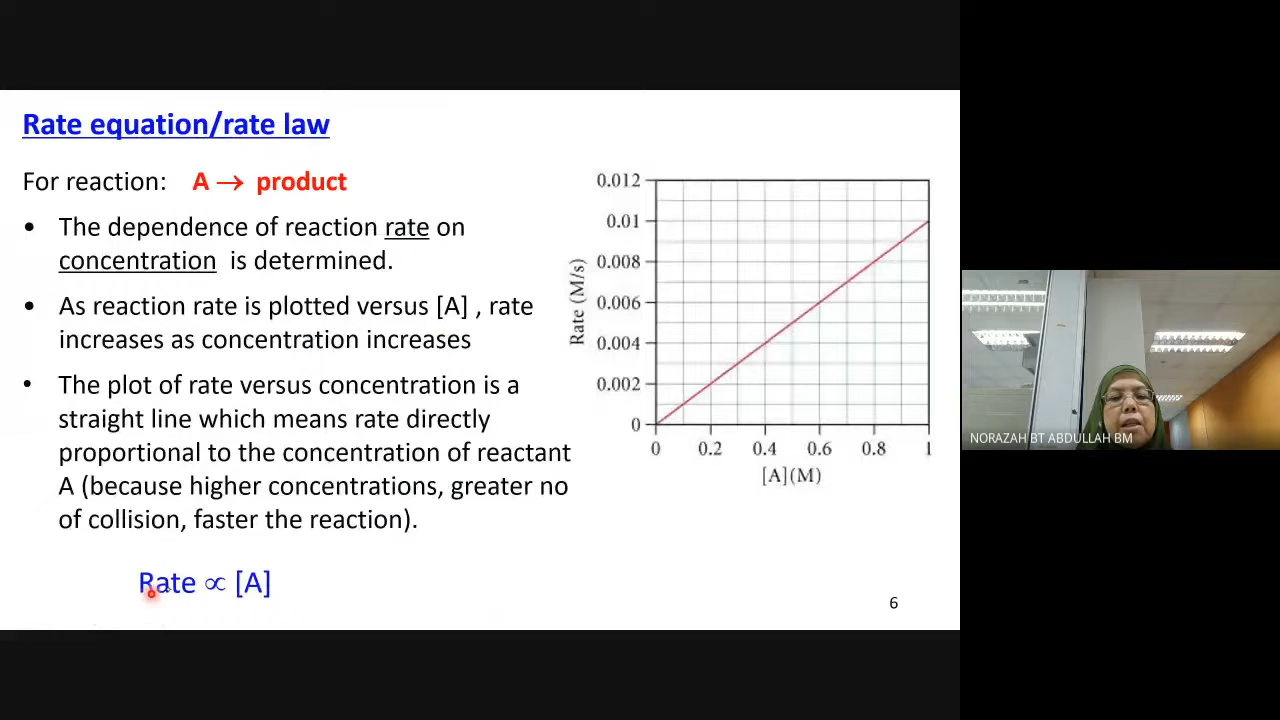 Rate equation/rate law
For reaction: A → product
• The dependence of reaction rate on
concentration is determined.
• As reaction rate is plotted versus [A] , rate
increases as concentration increases
• The plot of rate versus concentration is a
straight line which means rate directly
proportional to the concentration of reactant
A (because higher concentrations, greater no
of collision, faster the reaction).
Rate ∝ [A]
0.012
0.01
0.008
0.006
0.004
0.002
0
Rate (M/s)
0 0.2 0.4 0.6 0.8 1
[A](M)
6
NORAZAH BT ABDULLAH BM